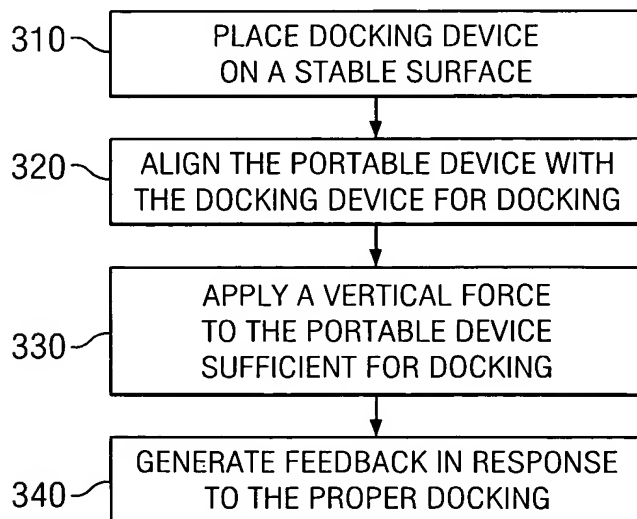 310
PLACE DOCKING DEVICE
ON A STABLE SURFACE
320
ALIGN THE PORTABLE DEVICE WITH
THE DOCKING DEVICE FOR DOCKING
330
APPLY A VERTICAL FORCE
TO THE PORTABLE DEVICE
SUFFICIENT FOR DOCKING
340
GENERATE FEEDBACK IN RESPONSE
TO THE PROPER DOCKING